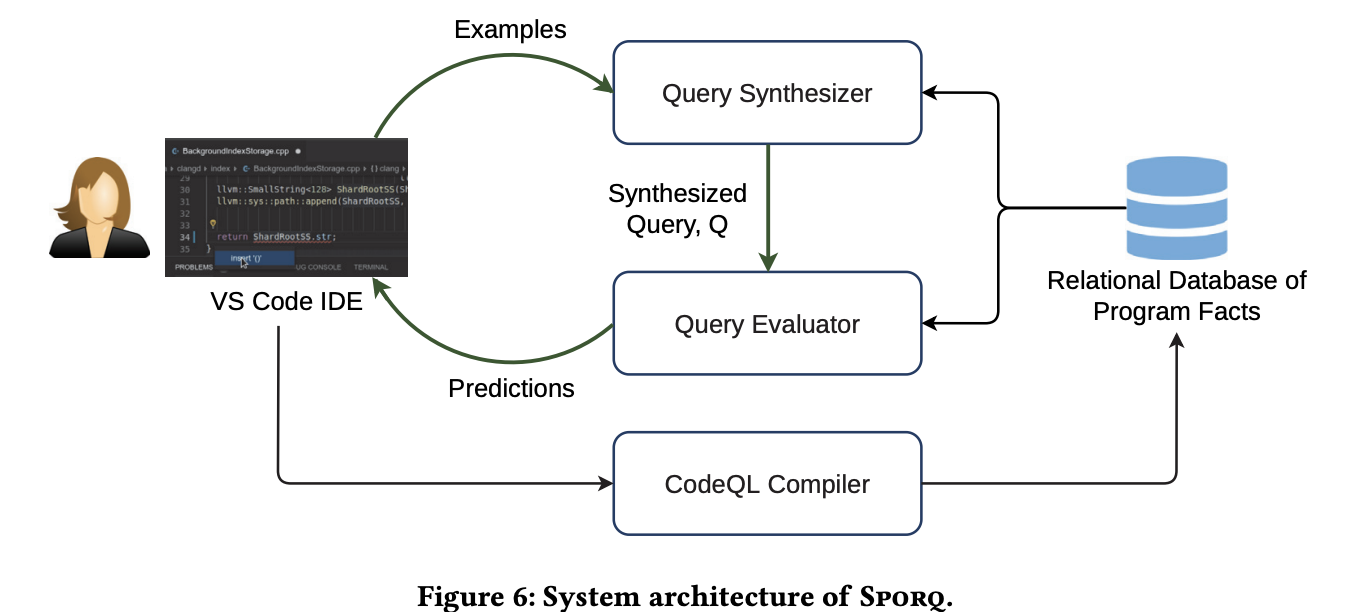 Examples
Query Synthesizer
BackgroundIndexStorage.cpp
clangd index BackgroundIndexStorage.cpp {} clang
29
30 llvm::SmallString<128> ShardRootSS(Sh
31 llvm::sys::path::append(ShardRootSS,
32
33
34 return ShardRootSS.str;
35 }
insert '()'
PROBLEMS UG CONSOLE TERMINAL
Synthesized
Query, Q
VS Code IDE
Relational Database of
Program Facts
Query Evaluator
Predictions
CodeQL Compiler
Figure 6: System architecture of Sporq.